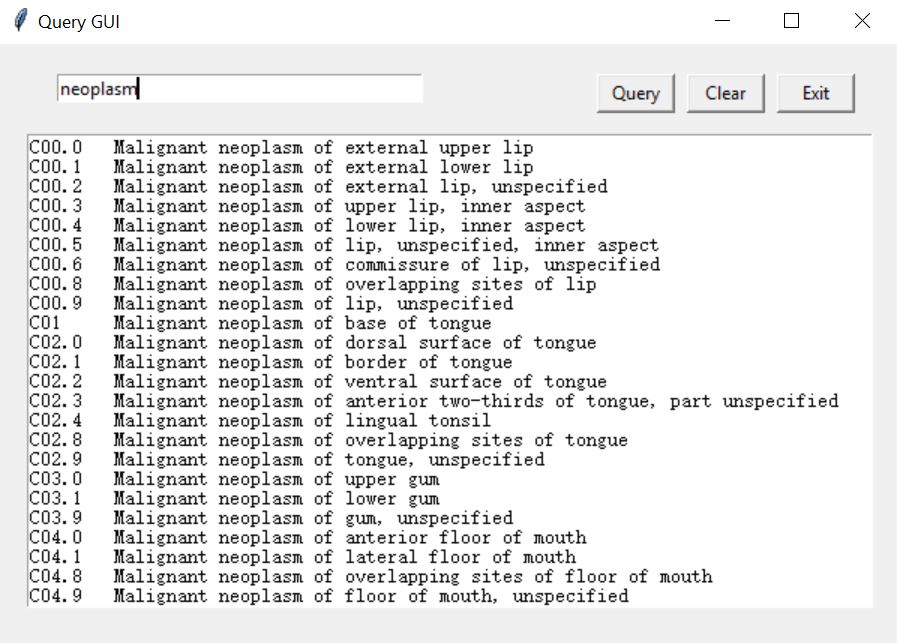 Query GUI
neoplasm
Query Clear Exit
C00.0 Malignant neoplasm of external upper lip
C00.1 Malignant neoplasm of external lower lip
C00.2 Malignant neoplasm of external lip, unspecified
C00.3 Malignant neoplasm of upper lip, inner aspect
C00.4 Malignant neoplasm of lower lip, inner aspect
C00.5 Malignant neoplasm of lip, unspecified, inner aspect
C00.6 Malignant neoplasm of commissure of lip, unspecified
C00.8 Malignant neoplasm of overlapping sites of lip
C00.9 Malignant neoplasm of lip, unspecified
C01 Malignant neoplasm of base of tongue
C02.0 Malignant neoplasm of dorsal surface of tongue
C02.1 Malignant neoplasm of border of tongue
C02.2 Malignant neoplasm of ventral surface of tongue
C02.3 Malignant neoplasm of anterior two-thirds of tongue, part unspecified
C02.4 Malignant neoplasm of lingual tonsil
C02.8 Malignant neoplasm of overlapping sites of tongue
C02.9 Malignant neoplasm of tongue, unspecified
C03.0 Malignant neoplasm of upper gum
C03.1 Malignant neoplasm of lower gum
C03.9 Malignant neoplasm of gum, unspecified
C04.0 Malignant neoplasm of anterior floor of mouth
C04.1 Malignant neoplasm of lateral floor of mouth
C04.8 Malignant neoplasm of overlapping sites of floor of mouth
C04.9 Malignant neoplasm of floor of mouth, unspecified